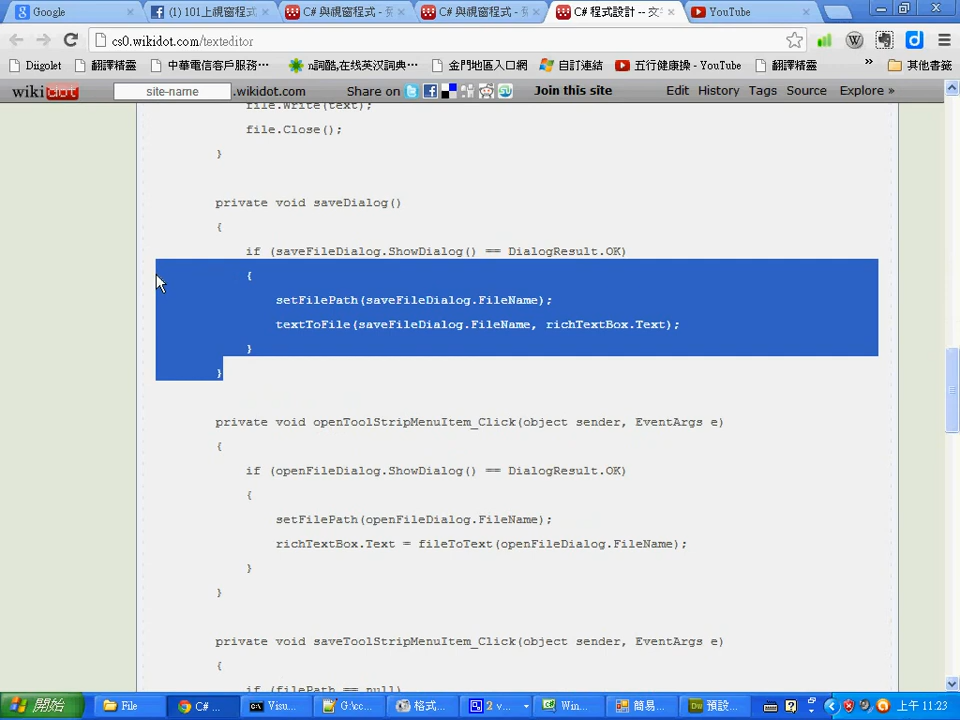 Google
(1) 101上視窗程式
C# 與視窗程式 -
C# 與視窗程式 -
C# 程式設計 -- 文
YouTube
cs0.wikidot.com/texteditor
Diigolet
翻譯精靈
中華電信客戶服務…
n詞酷,在线英汉詞典…
金門地區入口網
自訂連結
五行健康操 - YouTube
翻譯精靈
»
其他書籤
wikidot
site-name
.wikidot.com
Share on
Join this site
Edit
History
Tags
Source
Explore »
file.Write(text);
file.Close();
}
private void saveDialog()
{
if (saveFileDialog.ShowDialog() == DialogResult.OK)
{
setFilePath(saveFileDialog.FileName);
textToFile(saveFileDialog.FileName, richTextBox.Text);
}
}
private void openToolStripMenuItem_Click(object sender, EventArgs e)
{
if (openFileDialog.ShowDialog() == DialogResult.OK)
{
setFilePath(openFileDialog.FileName);
richTextBox.Text = fileToText(openFileDialog.FileName);
}
}
private void saveToolStripMenuItem_Click(object sender, EventArgs e)
{
if (filePath == null)
開始
File
C# ...
Visu...
G:\cc...
格式...
2 v...
Win...
簡易...
預設...
上午 11:23